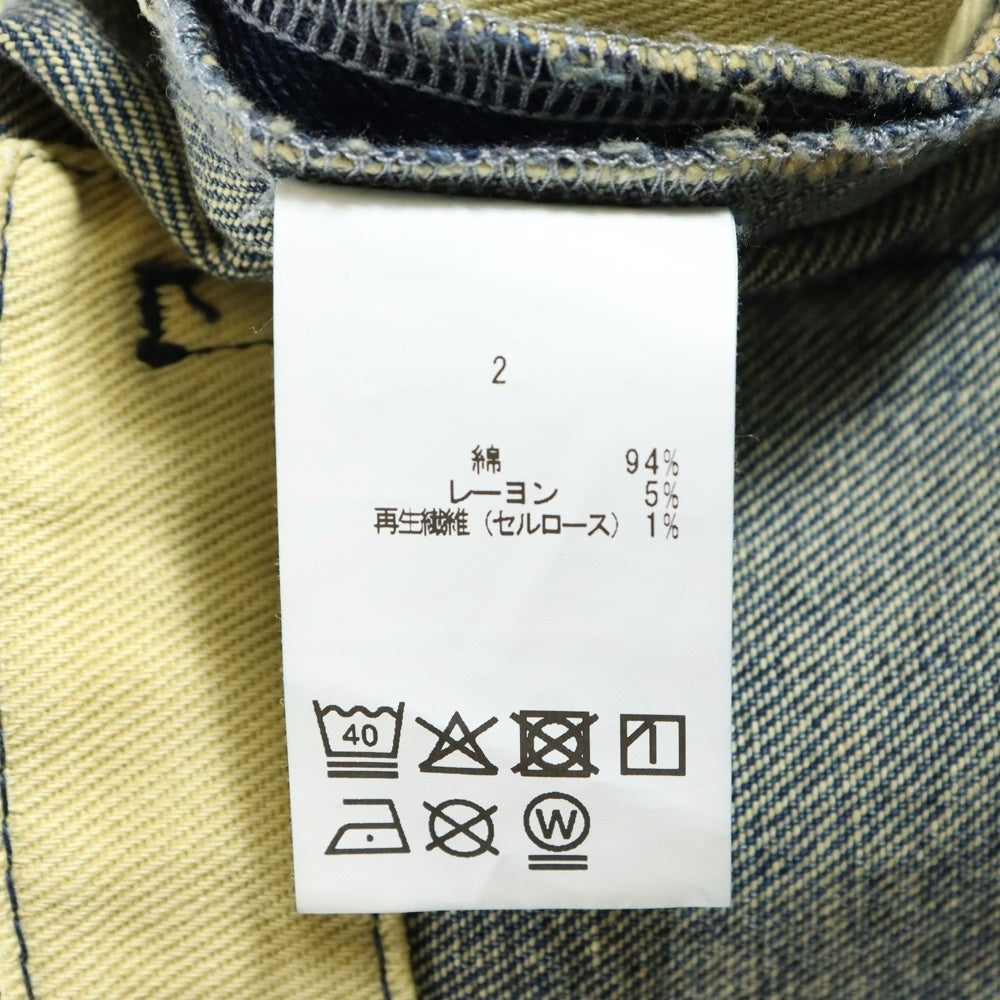 2
綿 94%
レーヨン 5%
再生繊維（セルロース） 1%
40
W